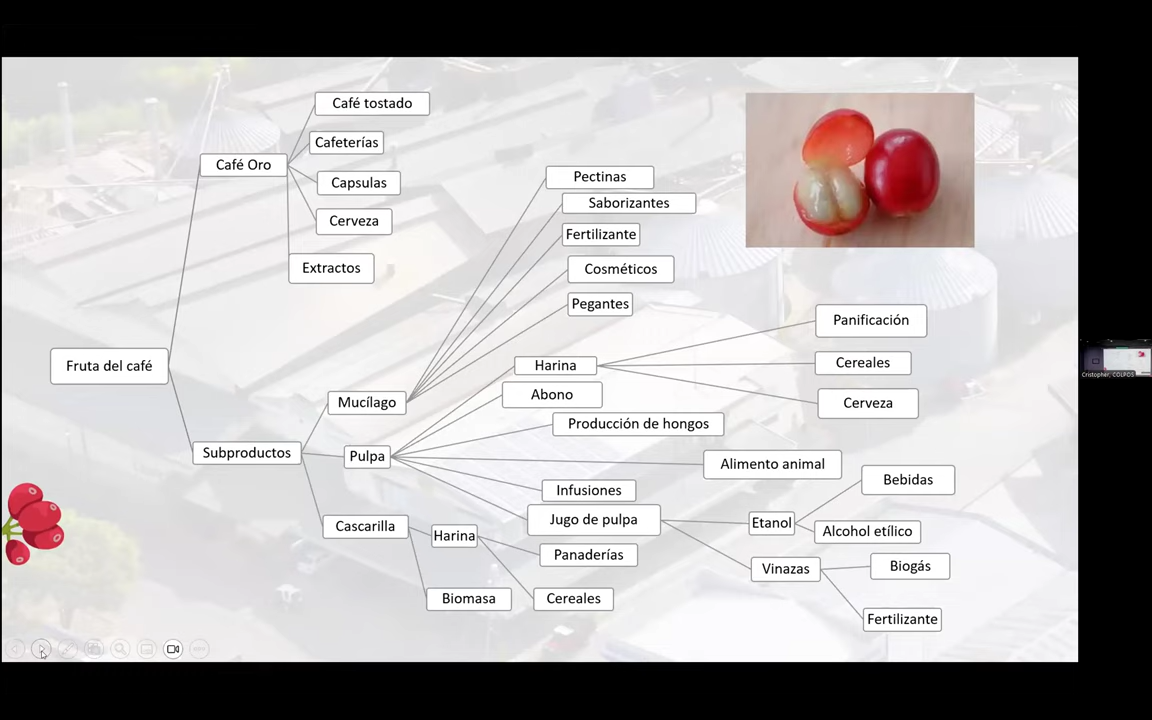 Café tostado
Cafeterías
Café Oro
Capsulas
Cerveza
Extractos
Pectinas
Saborizantes
Fertilizante
Cosméticos
Pegantes
Fruta del café
Harina
Panificación
Cereales
Cerveza
Abono
Mucílago
Producción de hongos
Subproductos
Pulpa
Alimento animal
Infusiones
Jugo de pulpa
Etanol
Bebidas
Alcohol etílico
Vinazas
Biogás
Fertilizante
Cascarilla
Harina
Panaderías
Biomasa
Cereales
Cristopher, COLPOS